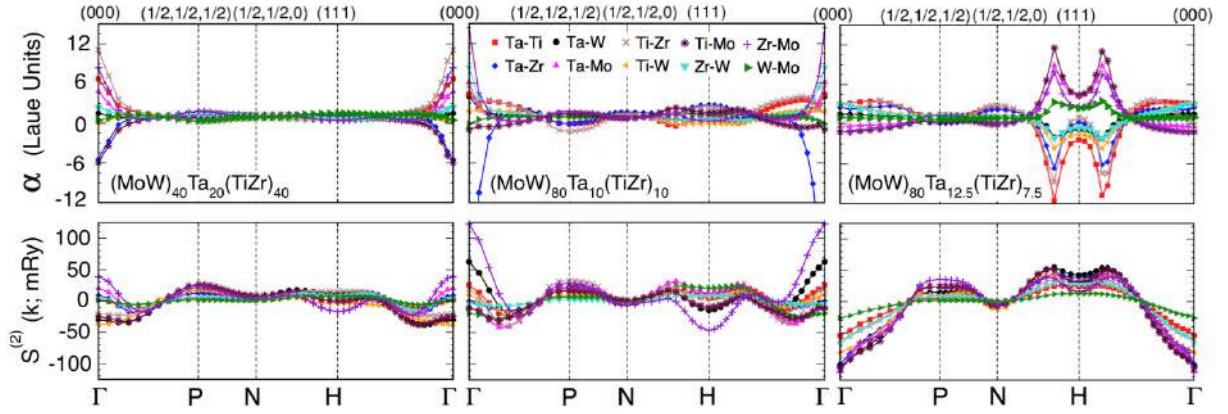 (000) (1/2,1/2,1/2) (1/2,1/2,0) (111) (000) (1/2,1/2,1/2) (1/2,1/2,0) (111) (000) (1/2,1/2,1/2) (1/2,1/2,0) (111) (000)
α (Laue Units)
12
6
0
-6
-12
Ta-Ti Ta-W Ti-Zr Ti-Mo Zr-Mo
Ta-Zr Ta-Mo Ti-W Zr-W W-Mo
(MoW)40Ta20(TiZr)40
(MoW)80Ta10(TiZr)10
(MoW)80Ta12.5(TiZr)7.5
S(2) (k; mRy)
100
50
0
-50
-100
Γ P N H Γ P N H Γ P N H Γ